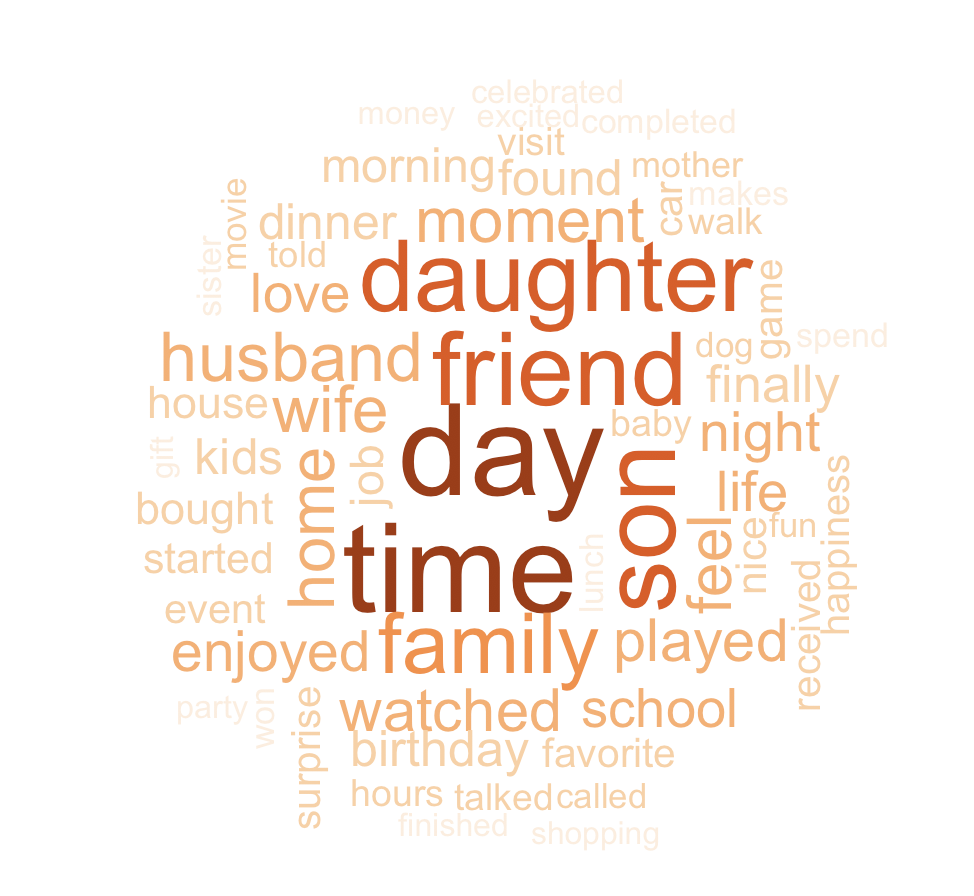 celebrated
money
excited
completed
visit
morning
found
mother
movie
car
makes
dinner
moment
walk
sister
told
love
daughter
game
husband
friend
dog
spend
finally
house
wife
day
baby
night
gift
kids
job
son
life
bought
home
time
lunch
feel
nice
fun
happiness
started
event
enjoyed
family
played
received
party
won
surprise
watched
school
birthday
favorite
hours
talked
called
finished
shopping